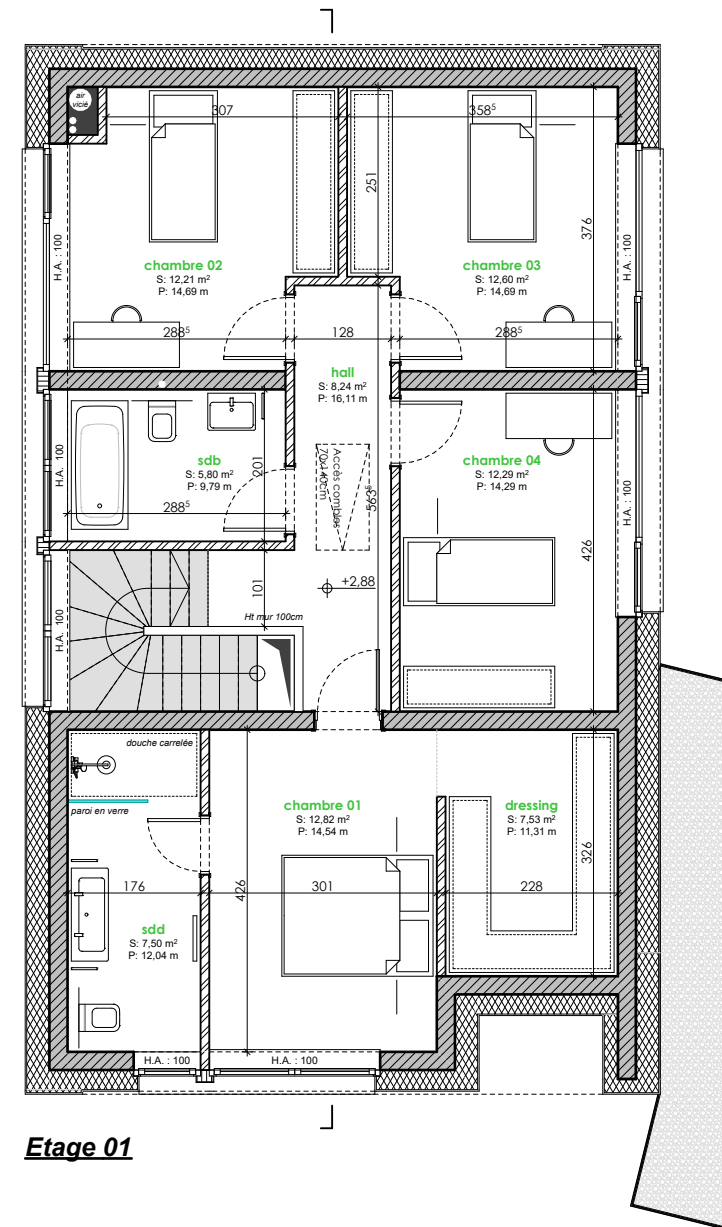 air
vicié
307
358⁵
251
376
H.A. : 100
chambre 02
S: 12,21 m²
P: 14,69 m
chambre 03
S: 12,60 m²
P: 14,69 m
H.A. : 100
288⁵
128
288⁵
hall
S: 8,24 m²
P: 16,11 m
H.A. : 100
sdb
S: 5,80 m²
P: 9,79 m
201
Accès combles
70x140cm
563⁵
chambre 04
S: 12,29 m²
P: 14,29 m
H.A. : 100
288⁵
426
101
+2,88
H.A. : 100
Ht mur 100cm
douche carrelée
paroi en verre
chambre 01
S: 12,82 m²
P: 14,54 m
dressing
S: 7,53 m²
P: 11,31 m
326
176
426
301
228
sdd
S: 7,50 m²
P: 12,04 m
H.A. : 100
H.A. : 100
Etage 01